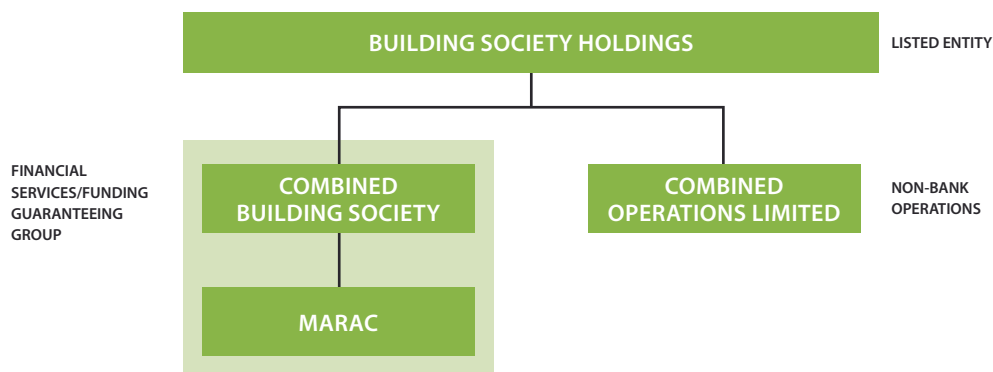 BUILDING SOCIETY HOLDINGS
LISTED ENTITY
FINANCIAL
SERVICES/FUNDING
GUARANTEEING
GROUP
COMBINED
BUILDING SOCIETY
COMBINED
OPERATIONS LIMITED
NON-BANK
OPERATIONS
MARAC